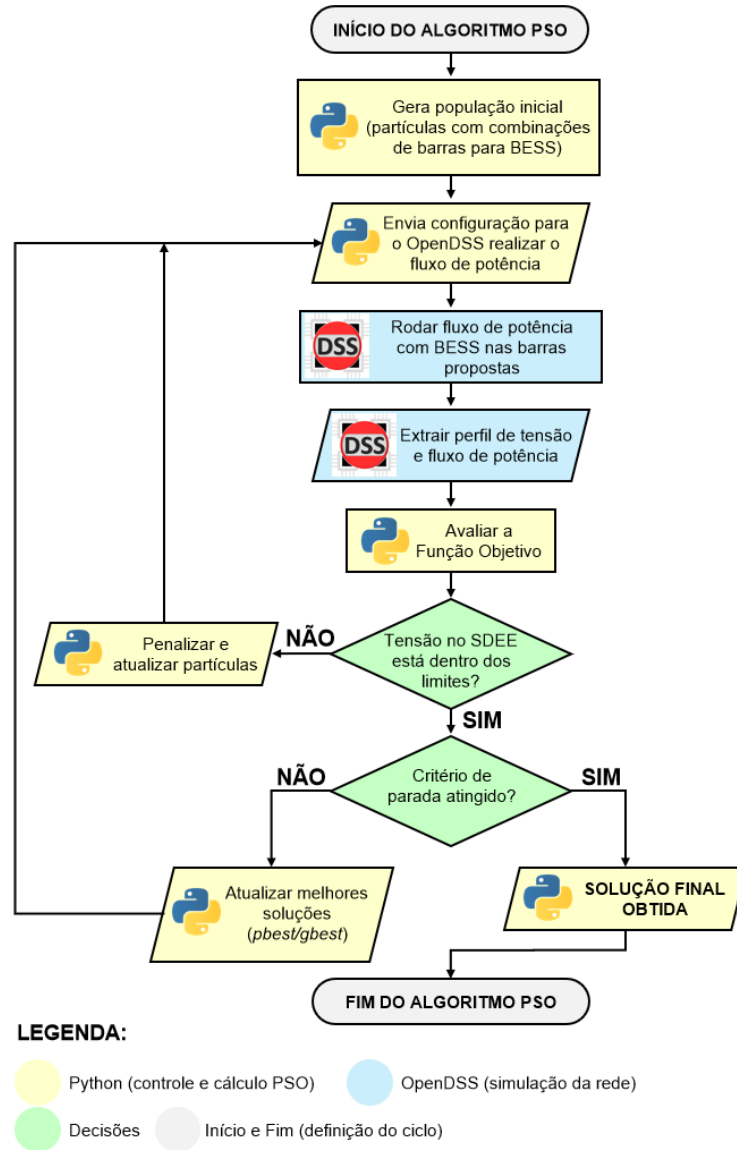 INÍCIO DO ALGORITMO PSO
Gera população inicial
(partículas com combinações
de barras para BESS)
Envia configuração para
o OpenDSS realizar o
fluxo de potência
DSS
Rodar fluxo de potência
com BESS nas barras
propostas
DSS
Extrair perfil de tensão
e fluxo de potência
Avaliar a
Função Objetivo
Penalizar e
atualizar partículas
NÃO
Tensão no SDEE
está dentro dos
limites?
SIM
NÃO
Critério de
parada atingido?
SIM
Atualizar melhores
soluções
(pbest/gbest)
SOLUÇÃO FINAL
OBTIDA
FIM DO ALGORITMO PSO
LEGENDA:
Python (controle e cálculo PSO)
OpenDSS (simulação da rede)
Decisões
Início e Fim (definição do ciclo)